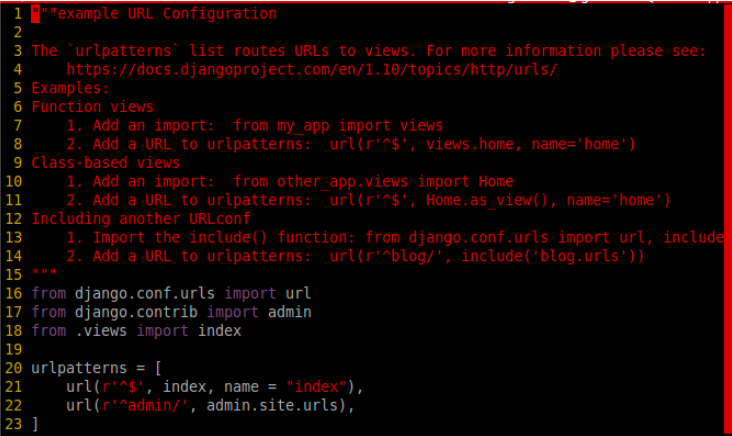 1 """example URL Configuration
2
3 The `urlpatterns` list routes URLs to views. For more information please see:
4     https://docs.djangoproject.com/en/1.10/topics/http/urls/
5 Examples:
6 Function views
7     1. Add an import:  from my_app import views
8     2. Add a URL to urlpatterns:  url(r'^$', views.home, name='home')
9 Class-based views
10     1. Add an import:  from other_app.views import Home
11     2. Add a URL to urlpatterns:  url(r'^$', Home.as_view(), name='home')
12 Including another URLconf
13     1. Import the include() function: from django.conf.urls import url, include
14     2. Add a URL to urlpatterns:  url(r'^blog/', include('blog.urls'))
15 """
16 from django.conf.urls import url
17 from django.contrib import admin
18 from .views import index
19
20 urlpatterns = [
21     url(r'^$', index, name = "index"),
22     url(r'^admin/', admin.site.urls),
23 ]